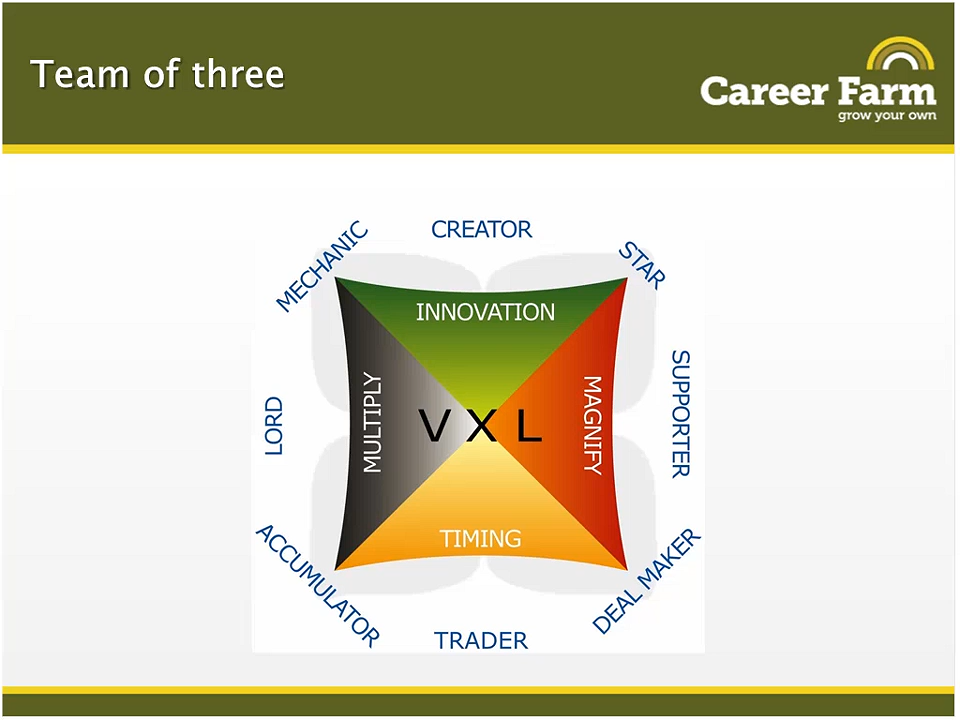 Team of three
Career Farm
grow your own
CREATOR
MECHANIC
STAR
INNOVATION
LORD
MULTIPLY
V X L
MAGNIFY
SUPPORTER
TIMING
ACCUMULATOR
DEAL MAKER
TRADER